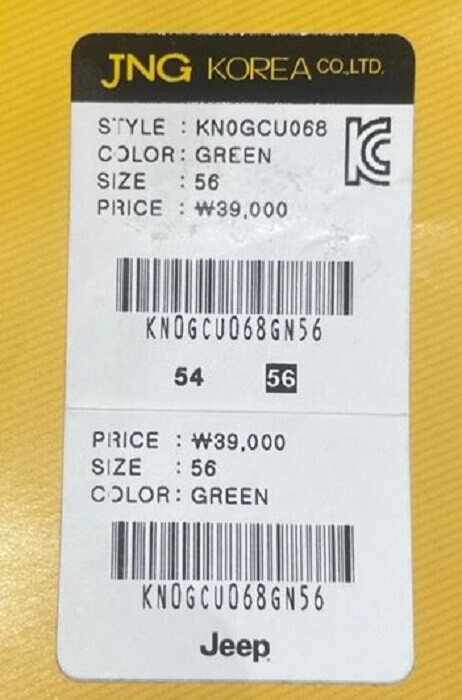 JNG KOREA CO.,LTD.
STYLE : KN0GCU068
COLOR : GREEN
SIZE : 56
PRICE : ₩39,000
KN0GCU068GN56
54 56
PRICE : ₩39,000
SIZE : 56
COLOR : GREEN
KN0GCU068GN56
Jeep